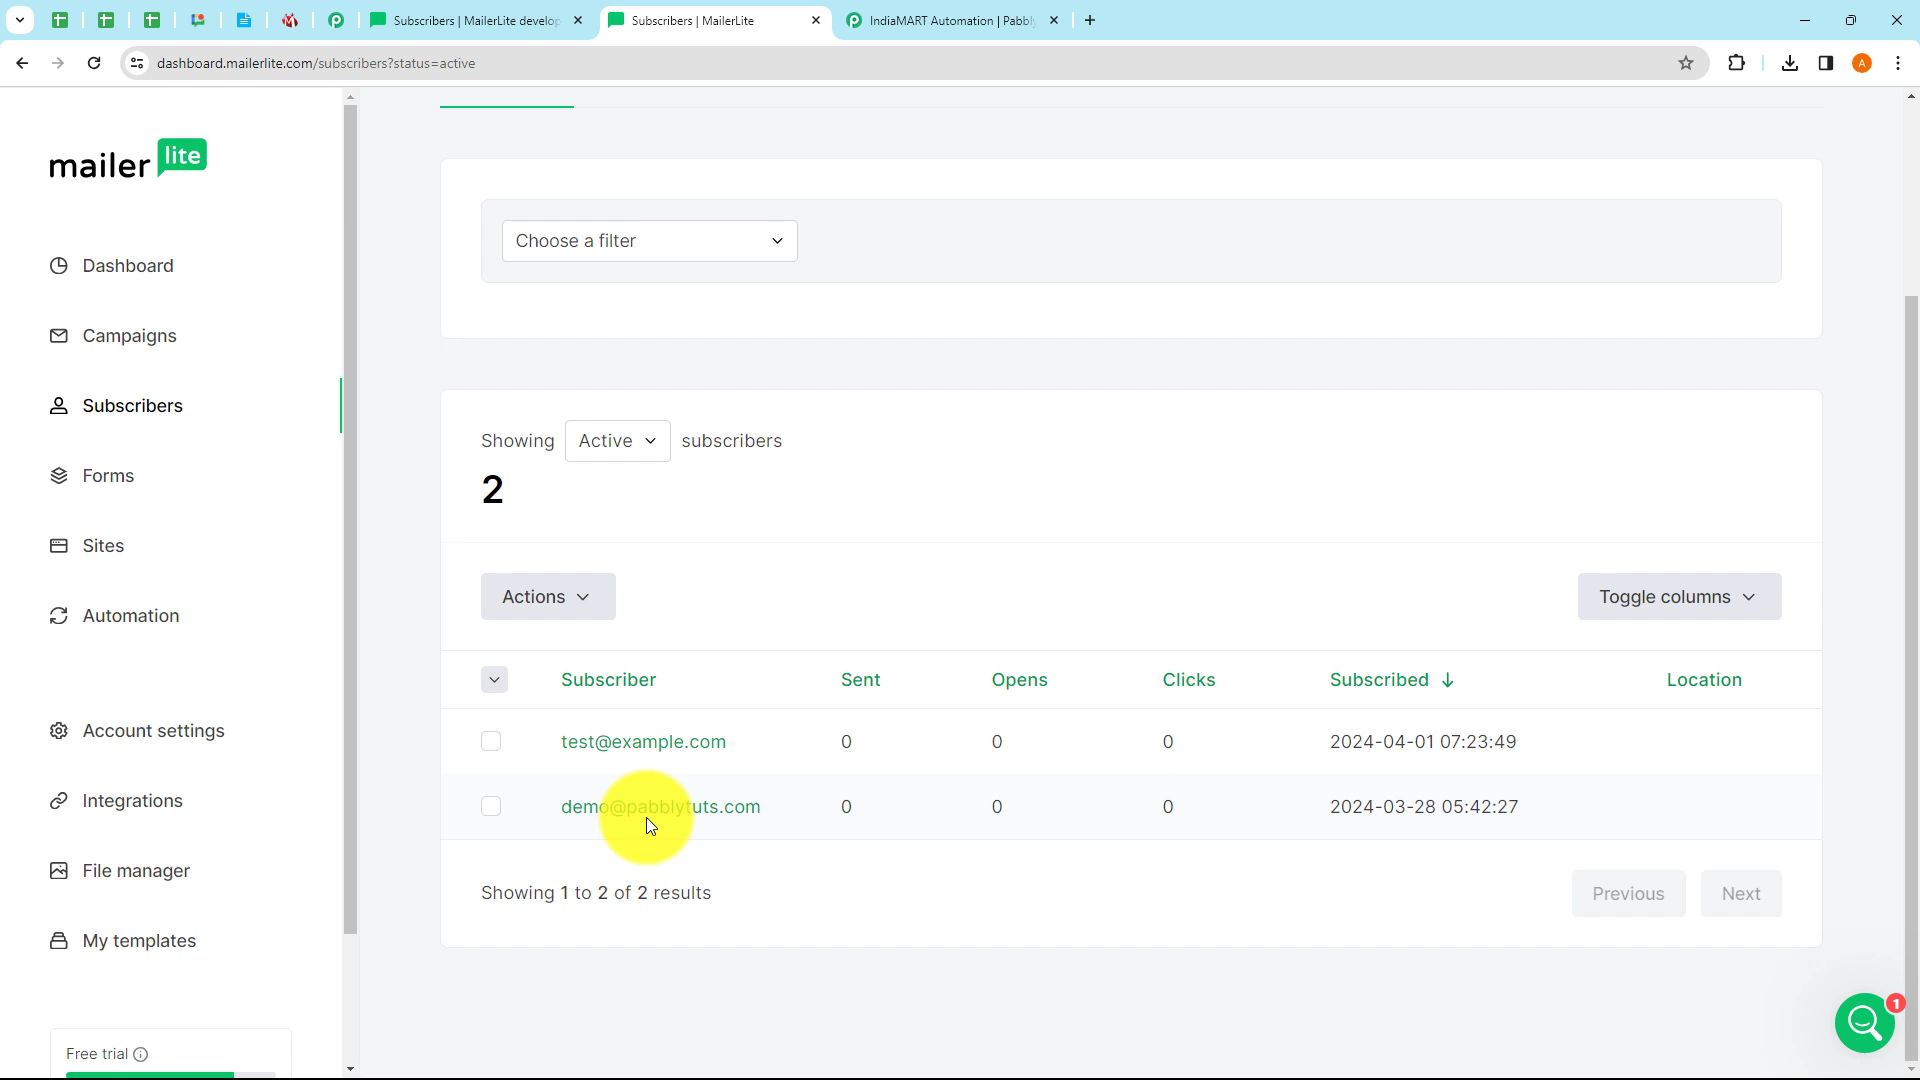 Subscribers | MailerLite develop
Subscribers | MailerLite
IndiaMART Automation | Pabbly
dashboard.mailerlite.com/subscribers?status=active
A
mailer lite
Dashboard
Campaigns
Subscribers
Forms
Sites
Automation
Account settings
Integrations
File manager
My templates
Free trial
Choose a filter
Showing Active subscribers
2
Actions
Toggle columns
Subscriber Sent Opens Clicks Subscribed Location
test@example.com 0 0 0 2024-04-01 07:23:49
demo@pabblytuts.com 0 0 0 2024-03-28 05:42:27
Showing 1 to 2 of 2 results
Previous Next
1